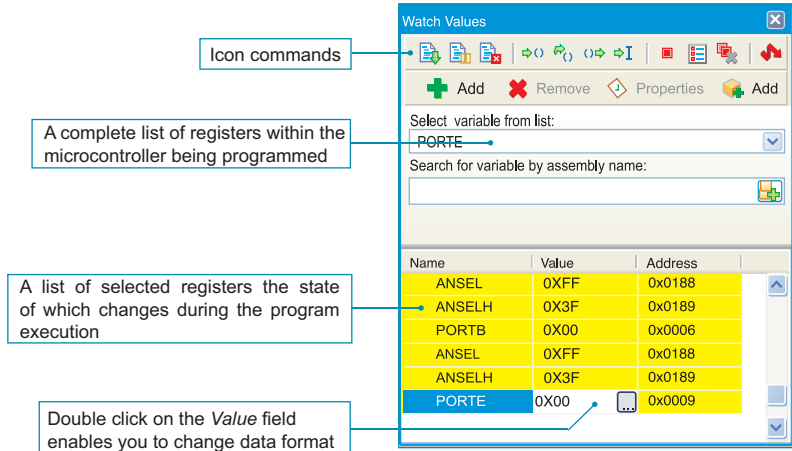 Watch Values
Icon commands
Add Remove Properties Add
Select variable from list:
PORTE
A complete list of registers within the
microcontroller being programmed
Search for variable by assembly name:
Name Value Address
ANSEL 0XFF 0x0188
ANSELH 0X3F 0x0189
PORTB 0X00 0x0006
ANSEL 0XFF 0x0188
ANSELH 0X3F 0x0189
PORTE 0X00 ... 0x0009
A list of selected registers the state
of which changes during the program
execution
Double click on the Value field
enables you to change data format